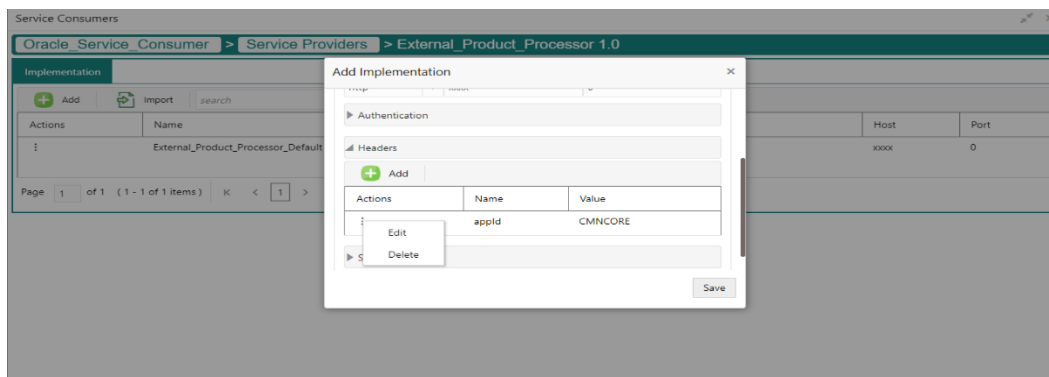 Service Consumers
Oracle_Service_Consumer > Service Providers > External_Product_Processor 1.0
Implementation
Add Import search
Actions Name Host Port
External_Product_Processor_Default xxxx 0
Page 1 of 1 (1 - 1 of 1 items) K < 1 >
Add Implementation ×
Authentication
Headers
Add
Actions Name Value
appId CMNCORE
Edit
Delete
S
Save